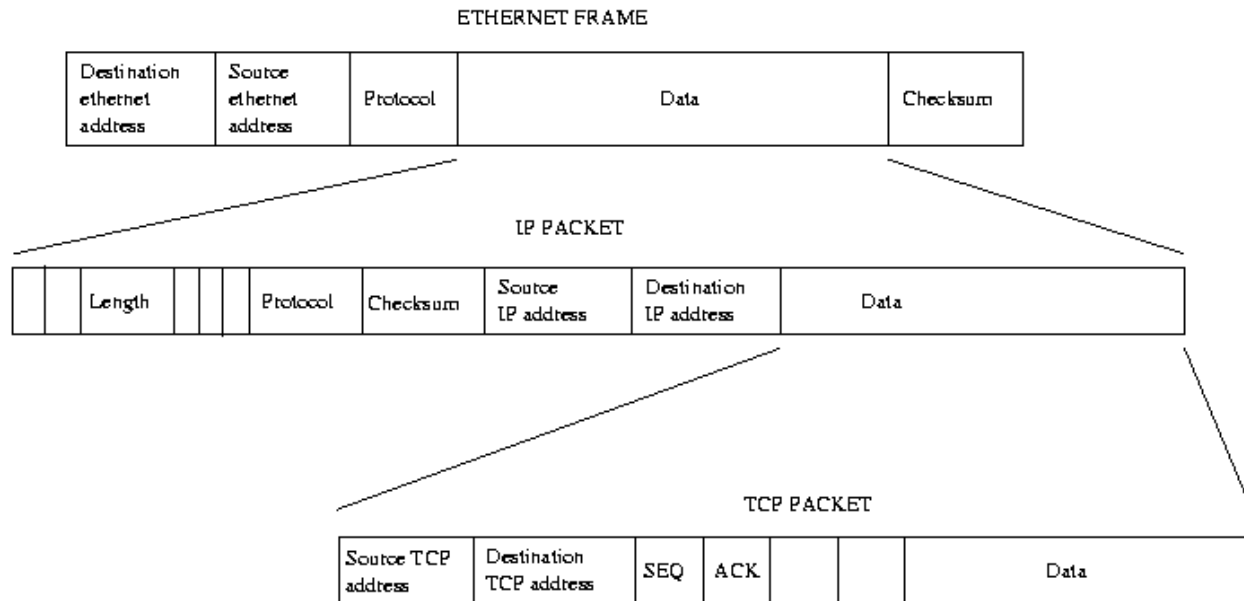 ETHERNET FRAME
Destination
ethernet
address
Source
ethernet
address
Protocol
Data
Checksum
IP PACKET
Length
Protocol
Checksum
Source
IP address
Destination
IP address
Data
TCP PACKET
Source TCP
address
Destination
TCP address
SEQ
ACK
Data